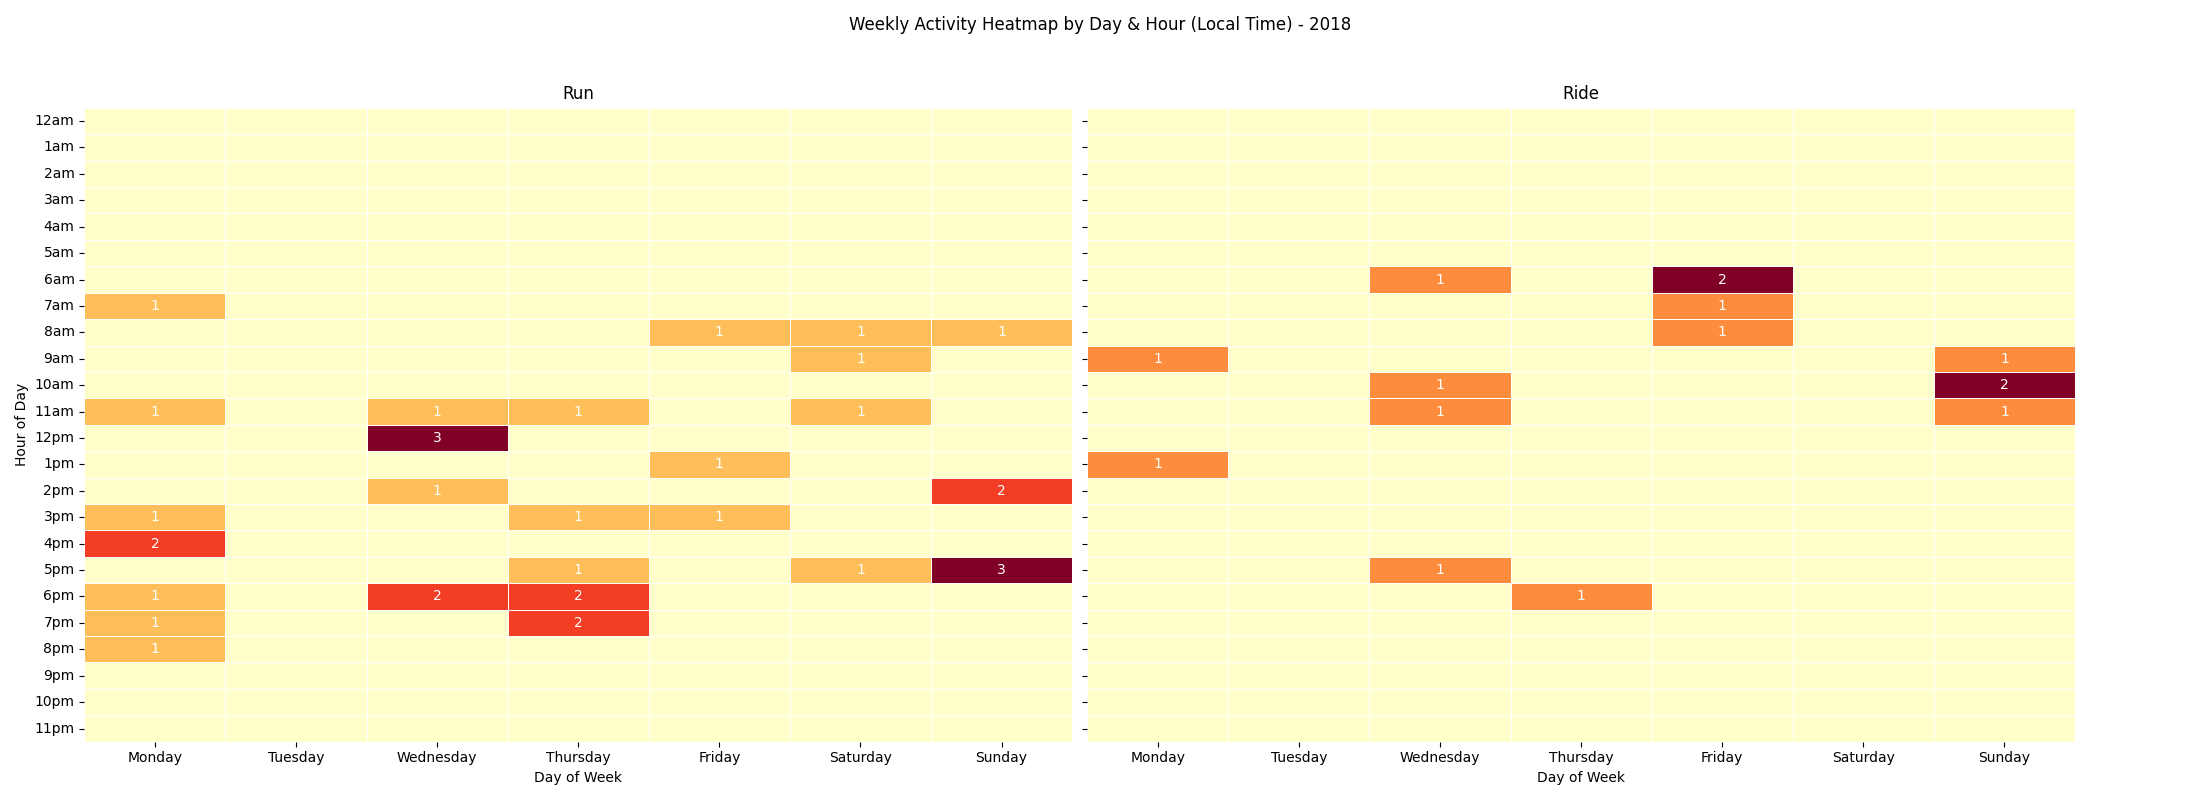 Weekly Activity Heatmap by Day & Hour (Local Time) - 2018
Run
Ride
Hour of Day
12am
1am
2am
3am
4am
5am
6am 1 2
7am 1 1
8am 1 1 1 1
9am 1 1 1
10am 1 2
11am 1 1 1 1 1 1
12pm 3
1pm 1 1
2pm 1 2
3pm 1 1 1
4pm 2
5pm 1 1 3 1
6pm 1 2 2 1
7pm 1 2
8pm 1
9pm
10pm
11pm
Monday Tuesday Wednesday Thursday Friday Saturday Sunday Monday Tuesday Wednesday Thursday Friday Saturday Sunday
Day of Week Day of Week